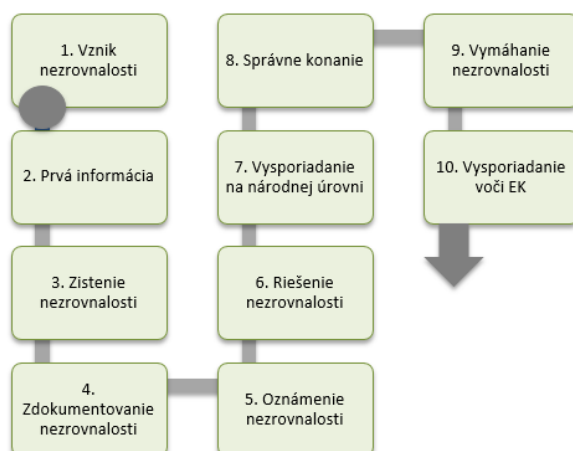 1. Vznik
nezrovnalosti
2. Prvá informácia
3. Zistenie
nezrovnalosti
4.
Zdokumentovanie
nezrovnalosti
5. Oznámenie
nezrovnalosti
6. Riešenie
nezrovnalosti
7. Vysporiadanie
na národnej úrovni
8. Správne konanie
9. Vymáhanie
nezrovnalosti
10. Vysporiadanie
voči EK